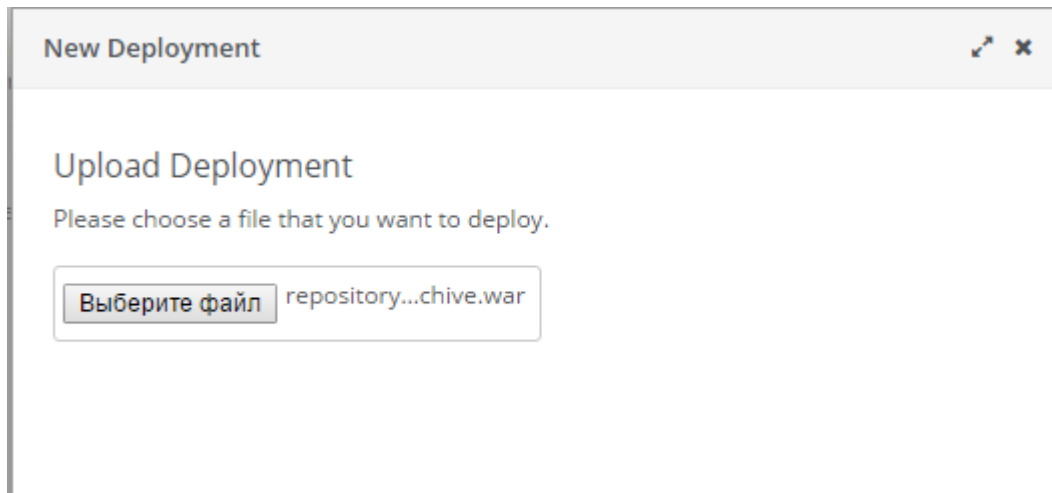 New Deployment
Upload Deployment
Please choose a file that you want to deploy.
Выберите файл repository...chive.war